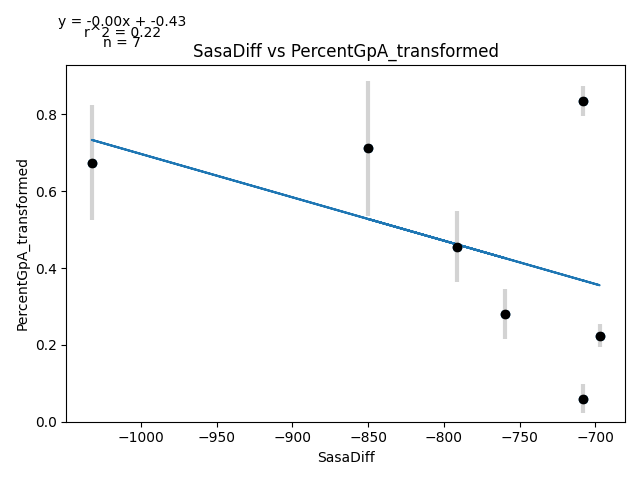 y = -0.00x + -0.43
r^2 = 0.22
n = 7
SasaDiff vs PercentGpA_transformed
PercentGpA_transformed
0.8
0.6
0.4
0.2
0.0
−1000 −950 −900 −850 −800 −750 −700
SasaDiff